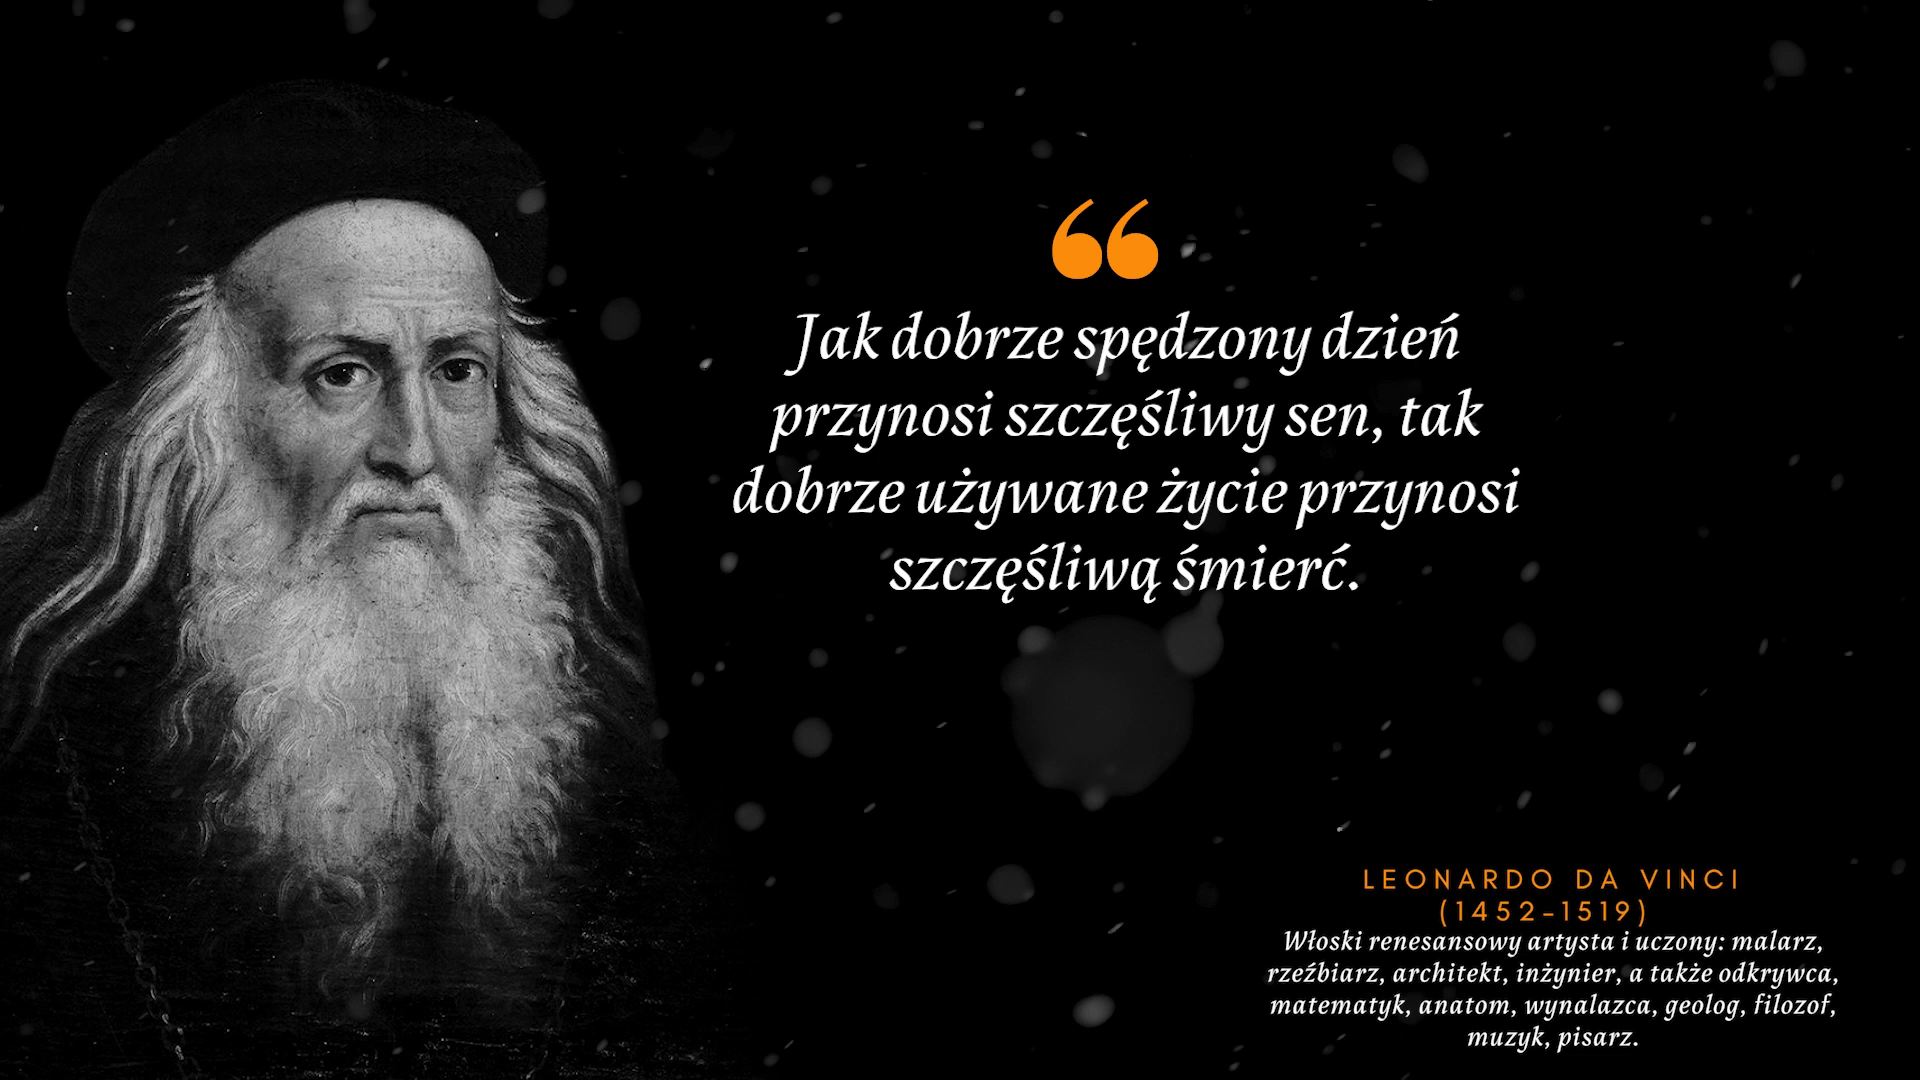 “
Jak dobrze spędzony dzień
przynosi szczęśliwy sen, tak
dobrze używane życie przynosi
szczęśliwą śmierć.
LEONARDO DA VINCI
(1452-1519)
Włoski renesansowy artysta i uczony: malarz,
rzeźbiarz, architekt, inżynier, a także odkrywca,
matematyk, anatom, wynalazca, geolog, filozof,
muzyk, pisarz.